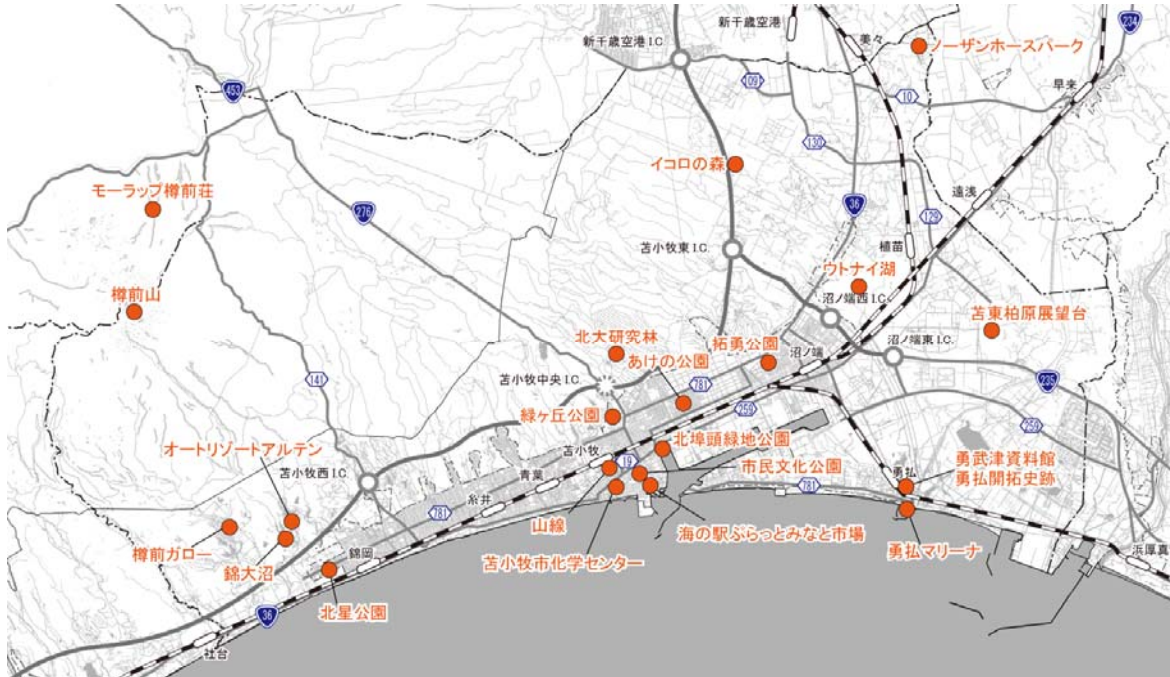 新千歳空港
新千歳空港I.C
美々
ノーザンホースパーク
234
早来
453
109
10
130
イコロの森
モーラップ樽前荘
276
36
遠浅
129
苫小牧東I.C.
植苗
ウトナイ湖
沼ノ端西I.C
樽前山
苫東柏原展望台
北大研究林
拓勇公園
沼ノ端
沼ノ端東I.C.
あけの公園
苫小牧中央I.C
141
781
235
259
緑ヶ丘公園
259
オートリゾートアルテン
北埠頭緑地公園
苫小牧
19
苫小牧西I.C
青葉
市民文化公園
勇払
勇武津資料館
勇払開拓史跡
糸井
781
781
山線
海の駅ぷらっとみなと市場
樽前ガロー
錦大沼
錦岡
苫小牧市化学センター
勇払マリーナ
浜厚真
北星公園
36
社台